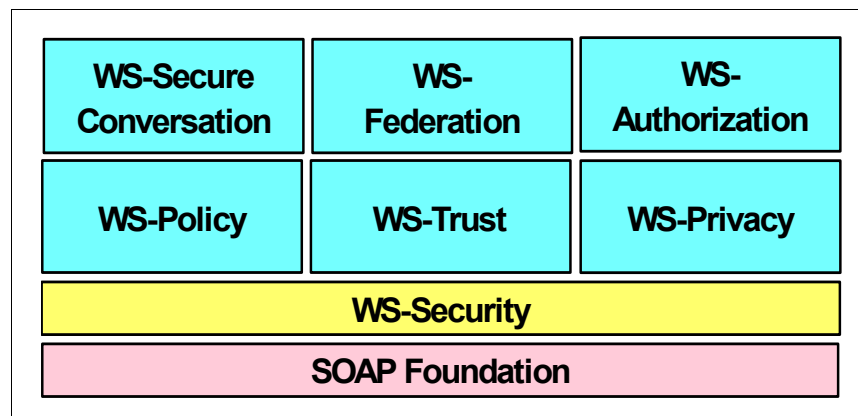 WS-Secure
Conversation
WS-
Federation
WS-
Authorization
WS-Policy
WS-Trust
WS-Privacy
WS-Security
SOAP Foundation